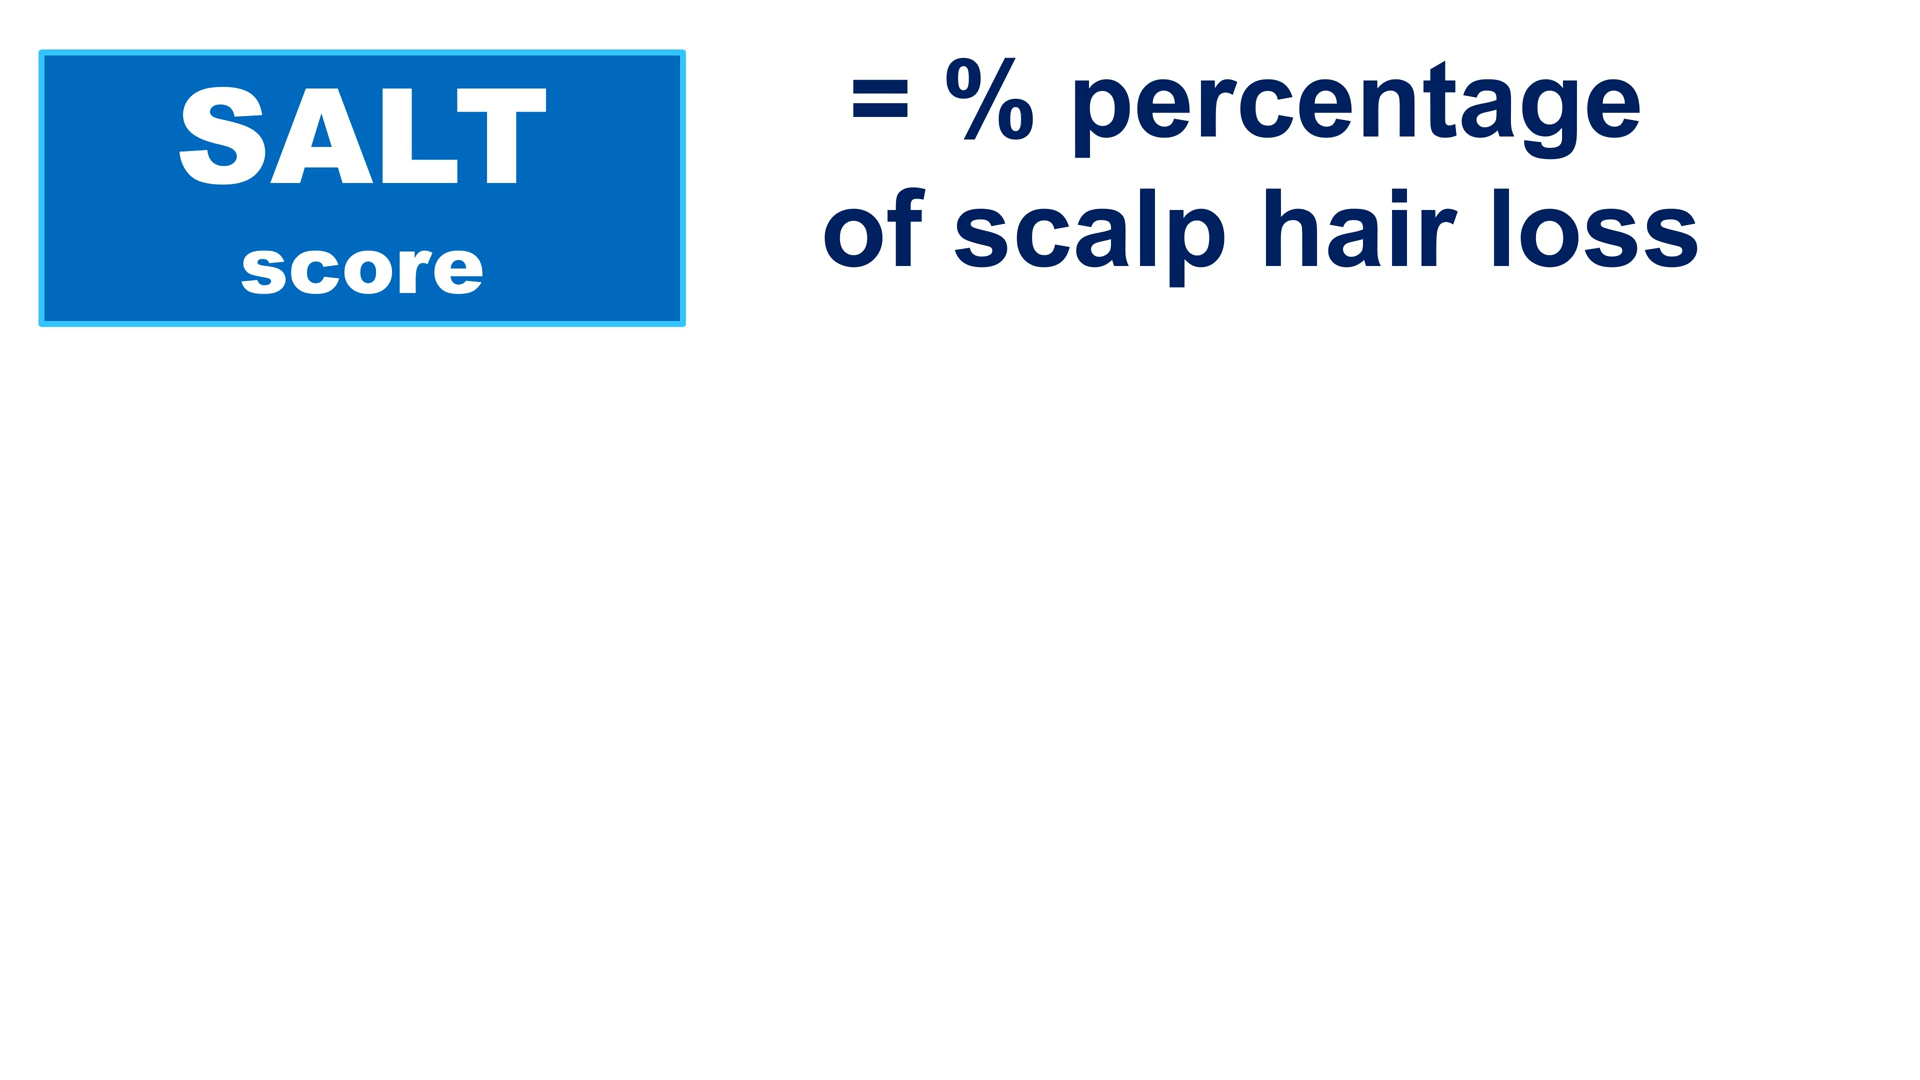 SALT
score
= % percentage
of scalp hair loss